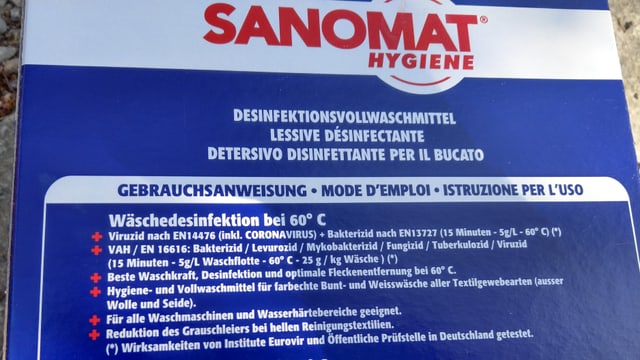 SANOMAT®
HYGIENE
DESINFEKTIONSVOLLWASCHMITTEL
LESSIVE DÉSINFECTANTE
DETERSIVO DISINFETTANTE PER IL BUCATO
GEBRAUCHSANWEISUNG • MODE D'EMPLOI • ISTRUZIONE PER L'USO
Wäschedesinfektion bei 60° C
Viruzid nach EN14476 (inkl. CORONAVIRUS) + Bakterizid nach EN13727 (15 Minuten - 5g/L - 60° C) (*)
VAH / EN 16616: Bakterizid / Levurozid / Mykobakterizid / Fungizid / Tuberkulozid / Viruzid
(15 Minuten - 5g/L Waschflotte - 60° C - 25 g / kg Wäsche) (*)
Beste Waschkraft, Desinfektion und optimale Fleckenentfernung bei 60° C.
Hygiene- und Vollwaschmittel für farbechte Bunt- und Weisswäsche aller Textilgewebearten (ausser
Wolle und Seide).
Für alle Waschmaschinen und Wasserhärtebereiche geeignet.
Reduktion des Grauschleiers bei hellen Reinigungstextilien.
(*) Wirksamkeiten von Institute Eurovir und Öffentliche Prüfstelle in Deutschland getestet.